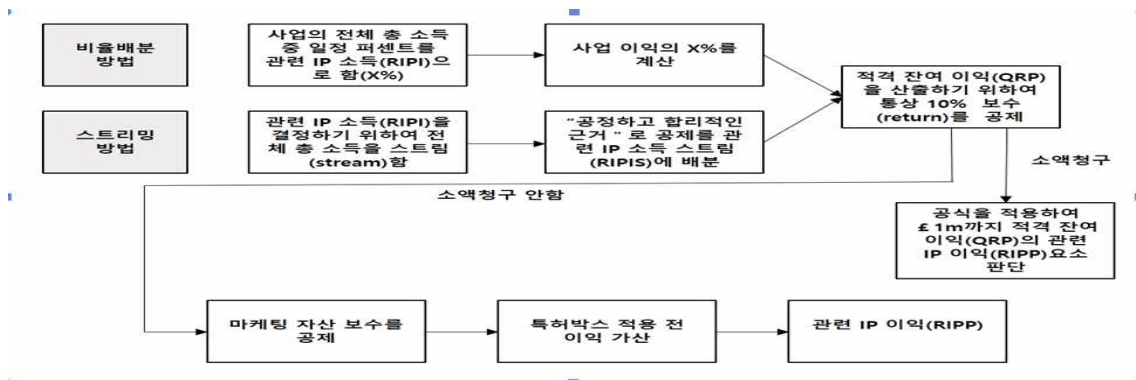 비율배분
방법
사업의 전체 총 소득
중 일정 퍼센트를
관련 IP 소득(RIPI)으
로 함(X%)
사업 이익의 X%를
계산
적격 잔여 이익(QRP)
을 산출하기 위하여
통상 10% 보수
(return)를 공제
스트리밍
방법
관련 IP 소득(RIPI)을
결정하기 위하여 전
체 총 소득을 스트림
(stream)함
“공정하고 합리적인
근거 ” 로 공제를 관
련 IP 소득 스트림
(RIPIS)에 배분
소액청구
소액청구 안함
공식을 적용하여
£ 1m까지 적격 잔여
이익(QRP)의 관련
IP 이익(RIPP)요소
판단
마케팅 자산 보수를
공제
특허박스 적용 전
이익 가산
관련 IP 이익(RIPP)